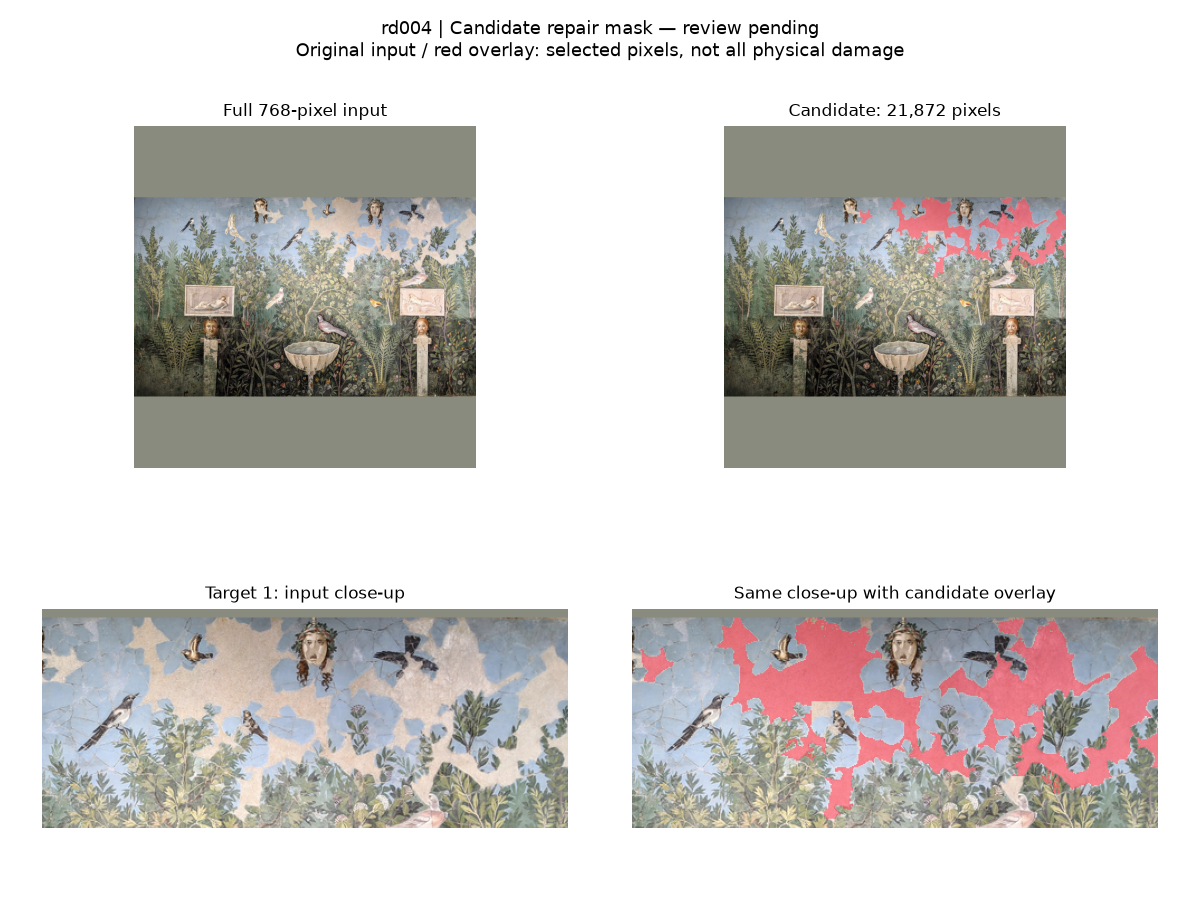 rd004 | Candidate repair mask — review pending
Original input / red overlay: selected pixels, not all physical damage
Full 768-pixel input
Candidate: 21,872 pixels
Target 1: input close-up
Same close-up with candidate overlay